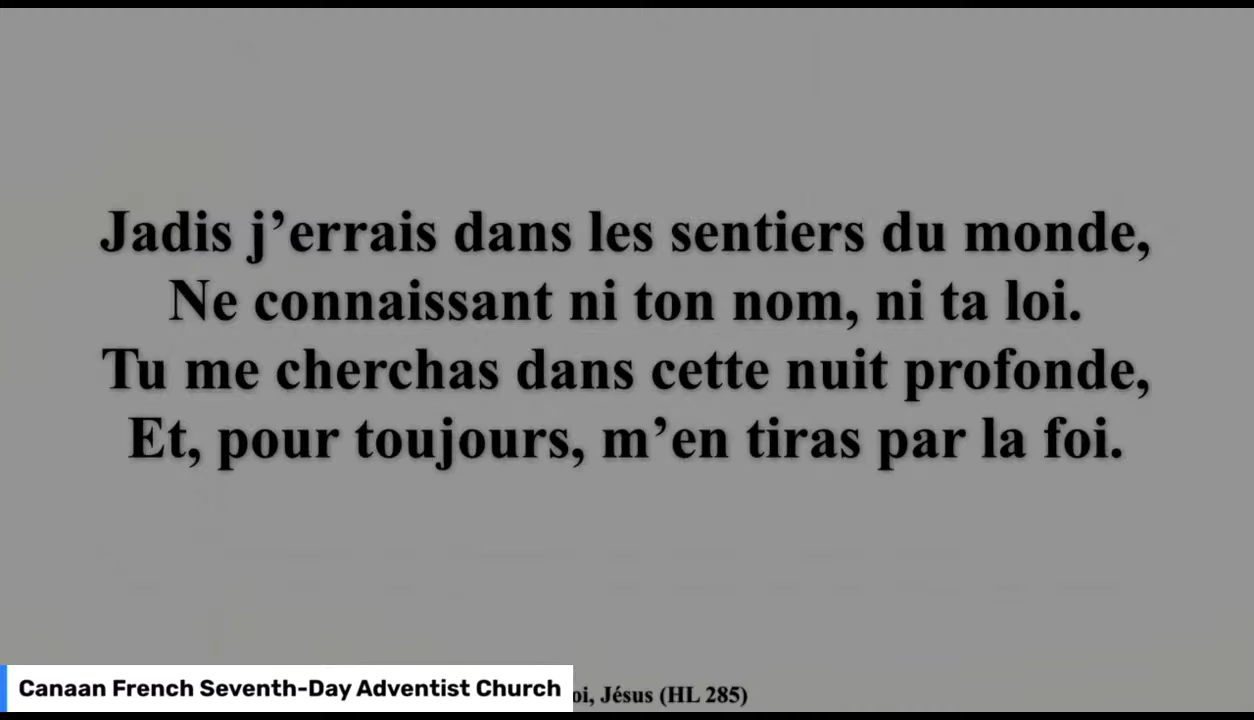 Jadis j’errais dans les sentiers du monde,
Ne connaissant ni ton nom, ni ta loi.
Tu me cherchas dans cette nuit profonde,
Et, pour toujours, m’en tiras par la foi.
Canaan French Seventh-Day Adventist Church
Jésus (HL 285)